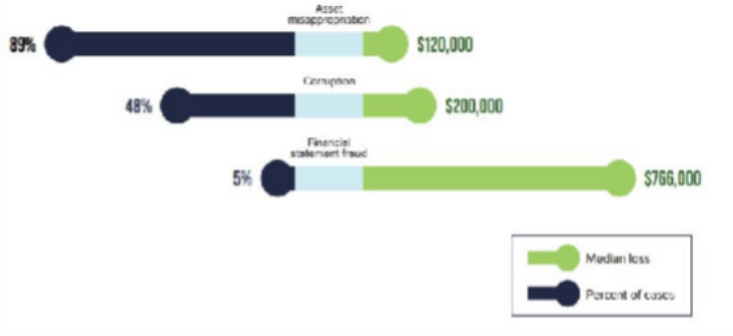 Asset
misappropriation
89%
$120,000
Corruption
48%
$200,000
Financial
statement fraud
5%
$766,000
Median loss
Percent of cases